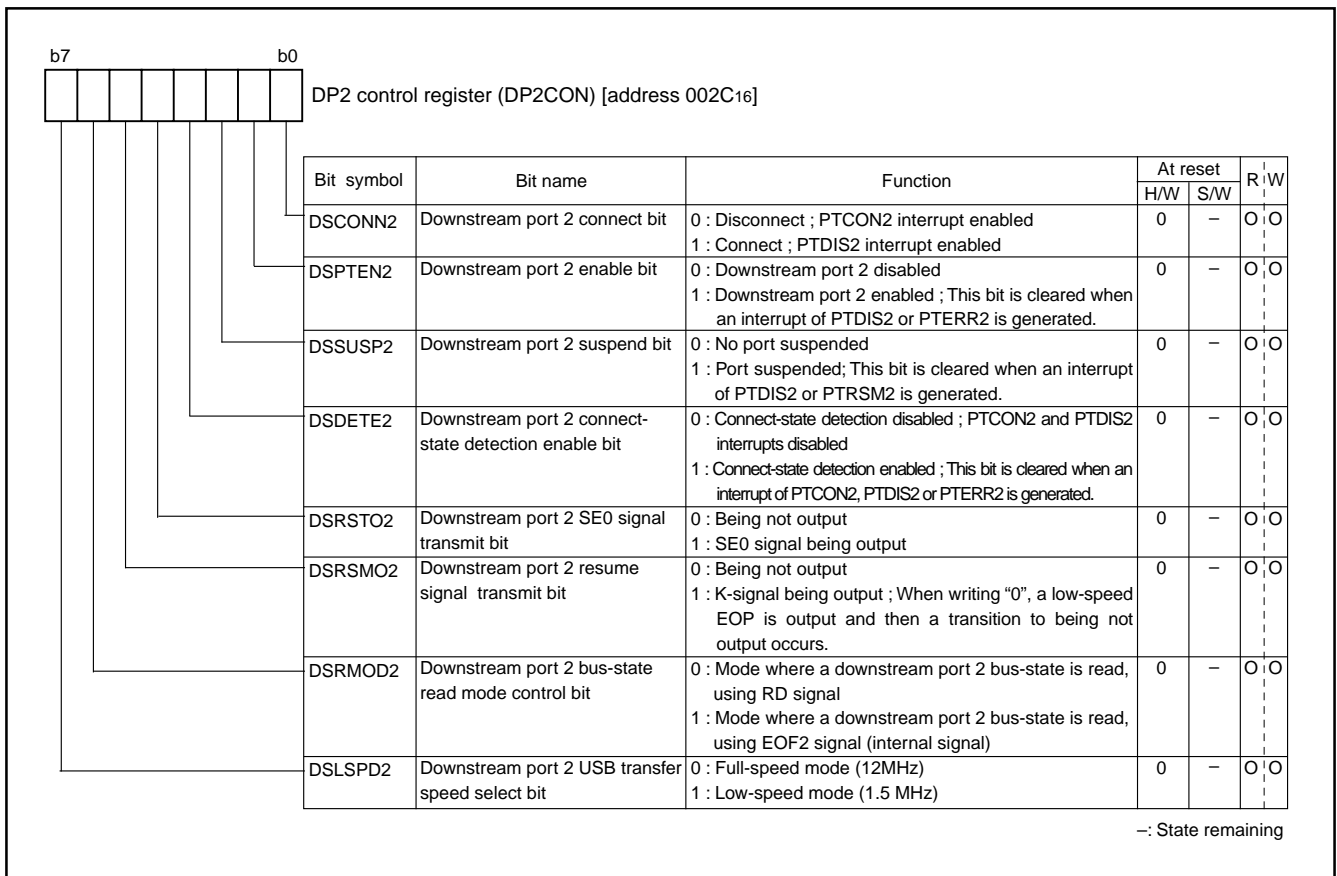 b7 b0
DP2 control register (DP2CON) [address 002C16]
Bit symbol Bit name Function At reset R W
H/W S/W
DSCONN2 Downstream port 2 connect bit 0 : Disconnect ; PTCON2 interrupt enabled 0 – O O
1 : Connect ; PTDIS2 interrupt enabled
DSPTEN2 Downstream port 2 enable bit 0 : Downstream port 2 disabled 0 – O O
1 : Downstream port 2 enabled ; This bit is cleared when
an interrupt of PTDIS2 or PTERR2 is generated.
DSSUSP2 Downstream port 2 suspend bit 0 : No port suspended 0 – O O
1 : Port suspended; This bit is cleared when an interrupt
of PTDIS2 or PTRSM2 is generated.
DSDETE2 Downstream port 2 connect- 0 : Connect-state detection disabled ; PTCON2 and PTDIS2 0 – O O
state detection enable bit interrupts disabled
1 : Connect-state detection enabled ; This bit is cleared when an
interrupt of PTCON2, PTDIS2 or PTERR2 is generated.
DSRSTO2 Downstream port 2 SE0 signal 0 : Being not output 0 – O O
transmit bit 1 : SE0 signal being output
DSRSMO2 Downstream port 2 resume 0 : Being not output 0 – O O
signal transmit bit 1 : K-signal being output ; When writing “0”, a low-speed
EOP is output and then a transition to being not
output occurs.
DSRMOD2 Downstream port 2 bus-state 0 : Mode where a downstream port 2 bus-state is read, 0 – O O
read mode control bit using RD signal
1 : Mode where a downstream port 2 bus-state is read,
using EOF2 signal (internal signal)
DSLSPD2 Downstream port 2 USB transfer 0 : Full-speed mode (12MHz) 0 – O O
speed select bit 1 : Low-speed mode (1.5 MHz)
–: State remaining